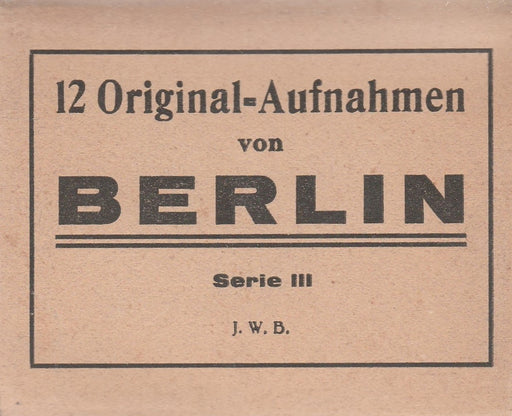 12 Original=Aufnahmen
von
BERLIN
Serie III
J. W. B.